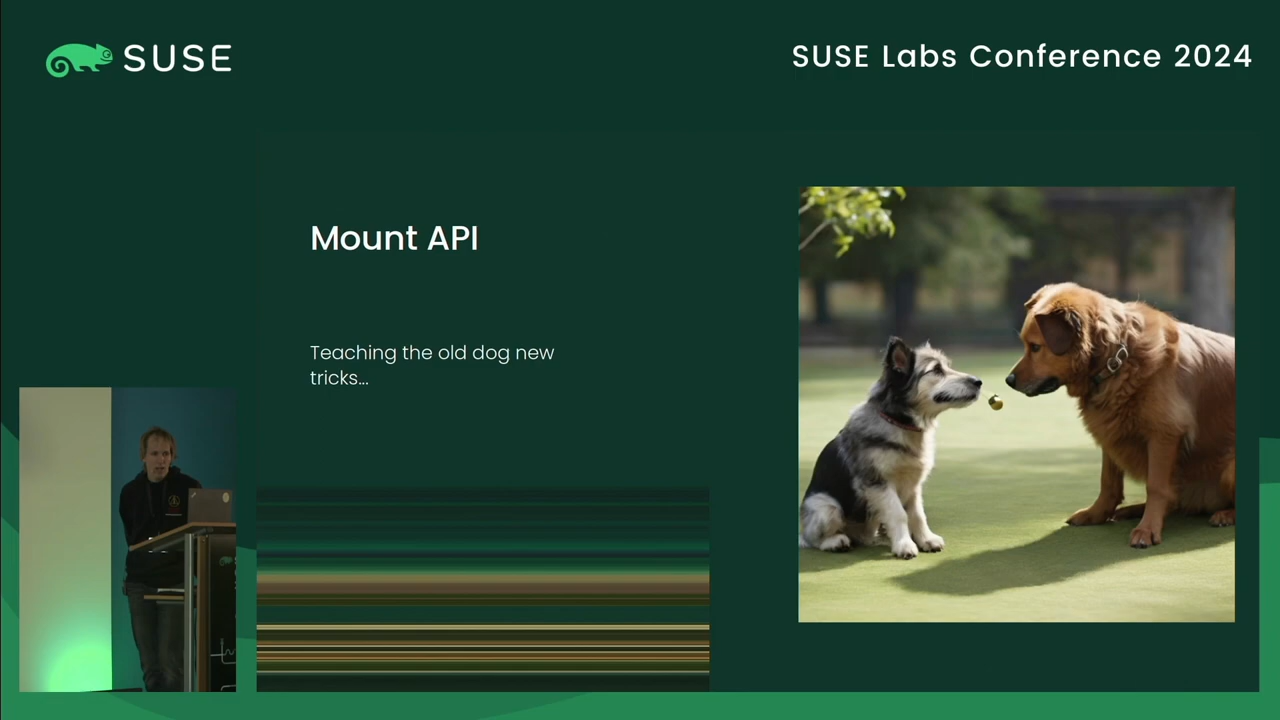 SUSE
SUSE Labs Conference 2024
Mount API
Teaching the old dog new
tricks...